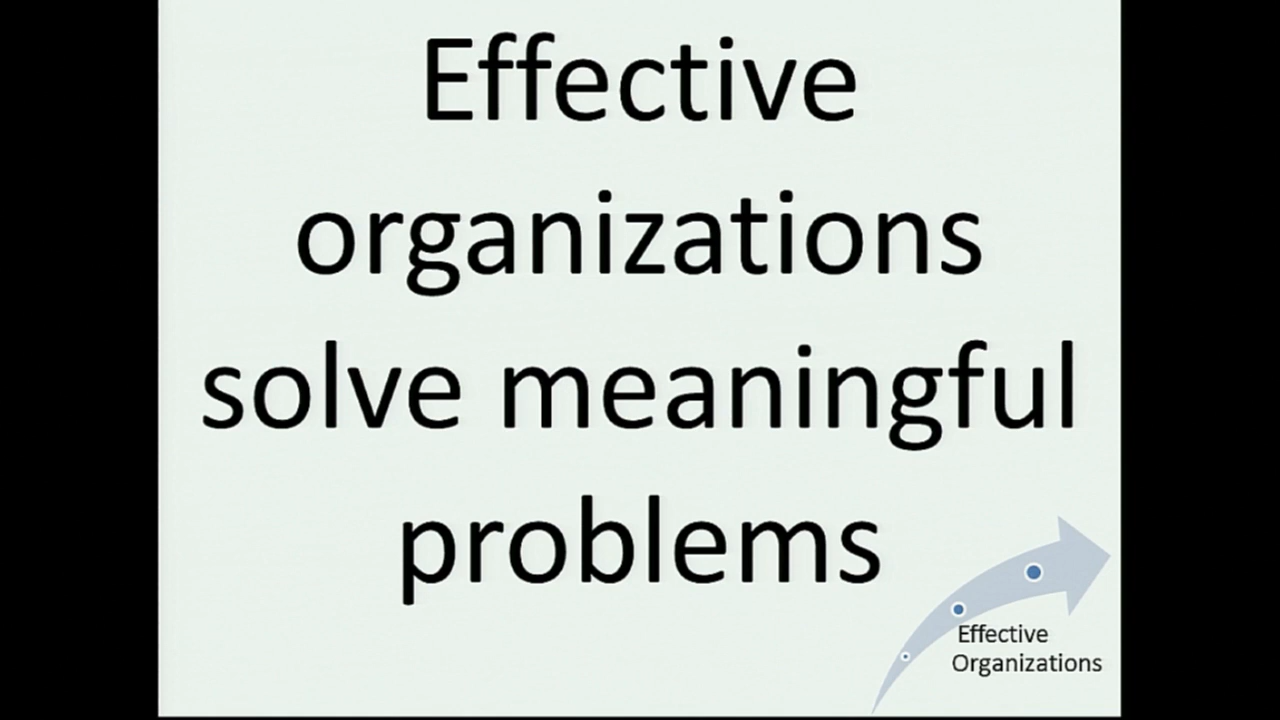 Effective
organizations
solve meaningful
problems
Effective
Organizations